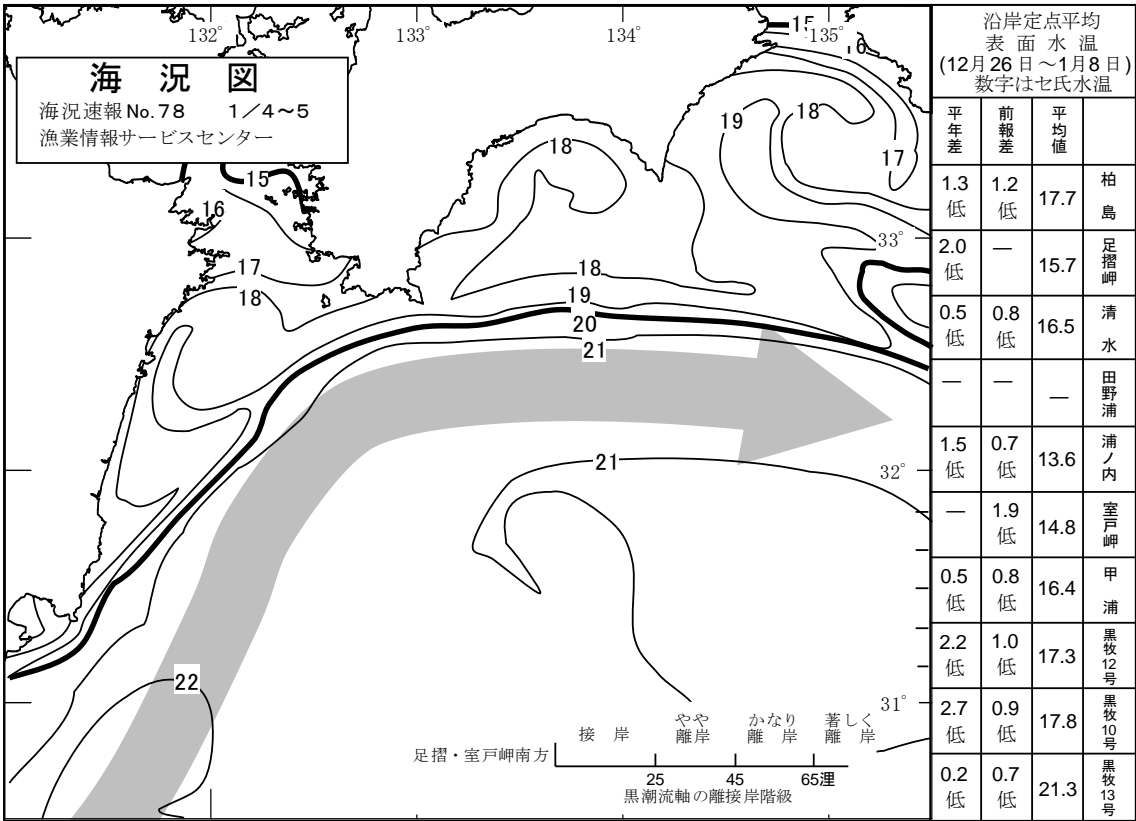 132°
133°
134°
135°
海況図
海況速報No.78 1／4～5
漁業情報サービスセンター
15
16
17
18
18
19
18
17
15
33°
18
19
20
21
21
32°
22
31°
接岸
やや離岸
かなり離岸
著しく離岸
足摺・室戸岬南方
25 45 65浬
黒潮流軸の離接岸階級
沿岸定点平均
表面水温
(12月26日～1月8日)
数字はセ氏水温
平年差 前報差 平均値
1.3低 1.2低 17.7 柏島
2.0低 — 15.7 足摺岬
0.5低 0.8低 16.5 清水
— — — 田野浦
1.5低 0.7低 13.6 浦ノ内
— 1.9低 14.8 室戸岬
0.5低 0.8低 16.4 甲浦
2.2低 1.0低 17.3 黒牧12号
2.7低 0.9低 17.8 黒牧10号
0.2低 0.7低 21.3 黒牧13号